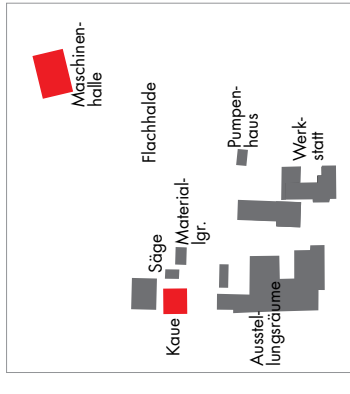 Maschinen-
halle
Flachhalde
Pumpen-
haus
Werk-
statt
Säge
Material-
lgr.
Kaue
Ausstel-
lungsräume